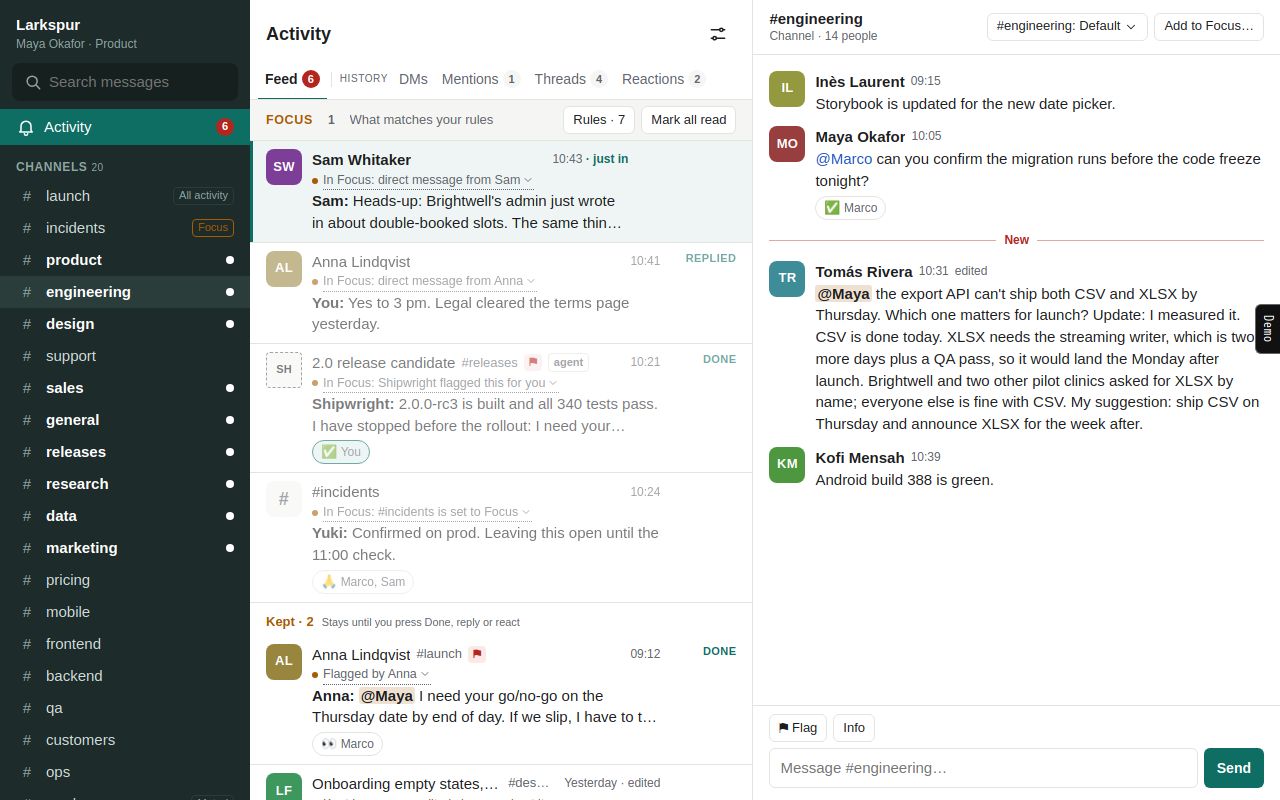 Larkspur
Maya Okafor · Product
Search messages
Activity 6
CHANNELS 20
# launch All activity
# incidents Focus
# product
# engineering
# design
# support
# sales
# general
# releases
# research
# data
# marketing
# pricing
# mobile
# frontend
# backend
# qa
# customers
# ops
Activity
Feed 6 HISTORY DMs Mentions 1 Threads 4 Reactions 2
FOCUS 1 What matches your rules Rules · 7 Mark all read
SW Sam Whitaker 10:43 · just in
In Focus: direct message from Sam
Sam: Heads-up: Brightwell's admin just wrote
in about double-booked slots. The same thin…
AL Anna Lindqvist 10:41 REPLIED
In Focus: direct message from Anna
You: Yes to 3 pm. Legal cleared the terms page
yesterday.
SH 2.0 release candidate #releases agent 10:21 DONE
In Focus: Shipwright flagged this for you
Shipwright: 2.0.0-rc3 is built and all 340 tests pass.
I have stopped before the rollout: I need your…
✅ You
# #incidents 10:24
In Focus: #incidents is set to Focus
Yuki: Confirmed on prod. Leaving this open until the
11:00 check.
🙏 Marco, Sam
Kept · 2 Stays until you press Done, reply or react
AL Anna Lindqvist #launch 09:12 DONE
Flagged by Anna
Anna: @Maya I need your go/no-go on the
Thursday date by end of day. If we slip, I have to t…
👀 Marco
LF Onboarding empty states,… #des… Yesterday · edited
#engineering
Channel · 14 people
#engineering: Default Add to Focus…
IL Inès Laurent 09:15
Storybook is updated for the new date picker.
MO Maya Okafor 10:05
@Marco can you confirm the migration runs before the code freeze
tonight?
✅ Marco
New
TR Tomás Rivera 10:31 edited
@Maya the export API can't ship both CSV and XLSX by
Thursday. Which one matters for launch? Update: I measured it.
CSV is done today. XLSX needs the streaming writer, which is two
more days plus a QA pass, so it would land the Monday after
launch. Brightwell and two other pilot clinics asked for XLSX by
name; everyone else is fine with CSV. My suggestion: ship CSV on
Thursday and announce XLSX for the week after.
KM Kofi Mensah 10:39
Android build 388 is green.
Demo
Flag Info
Message #engineering…
Send